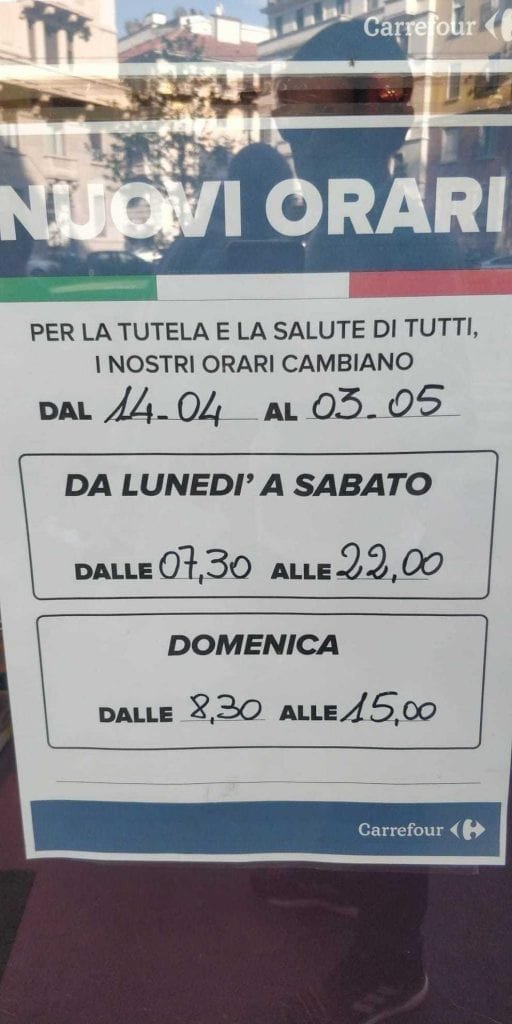 Carrefour
NUOVI ORARI
PER LA TUTELA E LA SALUTE DI TUTTI,
I NOSTRI ORARI CAMBIANO
DAL 14-04 AL 03-05
DA LUNEDI' A SABATO
DALLE 07,30 ALLE 22,00
DOMENICA
DALLE 8,30 ALLE 15,00
Carrefour